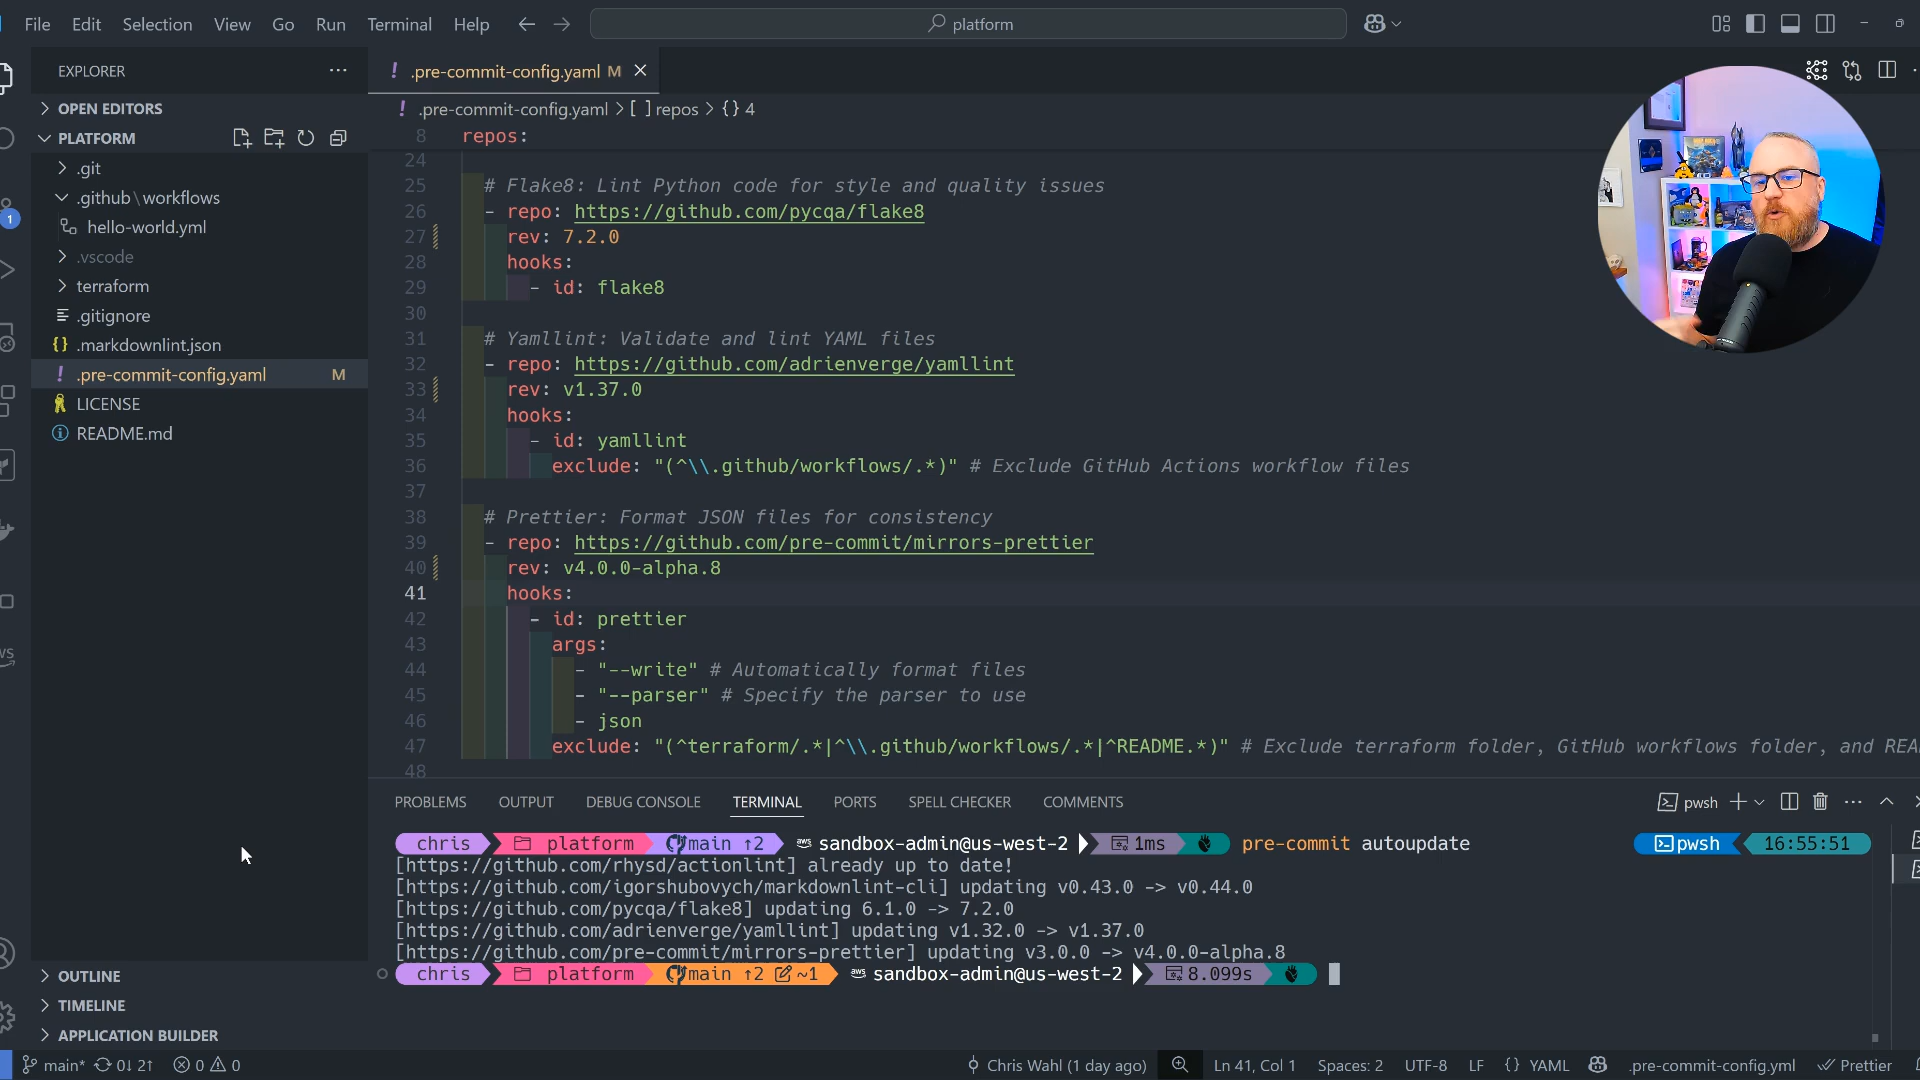 File Edit Selection View Go Run Terminal Help
platform
EXPLORER
OPEN EDITORS
PLATFORM
.git
.github\workflows
hello-world.yml
.vscode
terraform
.gitignore
.markdownlint.json
.pre-commit-config.yaml M
LICENSE
README.md
OUTLINE
TIMELINE
APPLICATION BUILDER
1
.pre-commit-config.yaml M
.pre-commit-config.yaml > [ ] repos > {} 4
8 repos:
24
25 # Flake8: Lint Python code for style and quality issues
26 - repo: https://github.com/pycqa/flake8
27 rev: 7.2.0
28 hooks:
29 - id: flake8
30
31 # Yamllint: Validate and lint YAML files
32 - repo: https://github.com/adrienverge/yamllint
33 rev: v1.37.0
34 hooks:
35 - id: yamllint
36 exclude: "(^\\.github/workflows/.*)" # Exclude GitHub Actions workflow files
37
38 # Prettier: Format JSON files for consistency
39 - repo: https://github.com/pre-commit/mirrors-prettier
40 rev: v4.0.0-alpha.8
41 hooks:
42 - id: prettier
43 args:
44 - "--write" # Automatically format files
45 - "--parser" # Specify the parser to use
46 - json
47 exclude: "(^terraform/.*|^\\.github/workflows/.*|^README.*)" # Exclude terraform folder, GitHub workflows folder, and REA
48
PROBLEMS OUTPUT DEBUG CONSOLE TERMINAL PORTS SPELL CHECKER COMMENTS
pwsh
chris platform main ↑2 aws sandbox-admin@us-west-2 1ms pre-commit autoupdate pwsh 16:55:51
[https://github.com/rhysd/actionlint] already up to date!
[https://github.com/igorshubovych/markdownlint-cli] updating v0.43.0 -> v0.44.0
[https://github.com/pycqa/flake8] updating 6.1.0 -> 7.2.0
[https://github.com/adrienverge/yamllint] updating v1.32.0 -> v1.37.0
[https://github.com/pre-commit/mirrors-prettier] updating v3.0.0 -> v4.0.0-alpha.8
chris platform main ↑2 ~1 aws sandbox-admin@us-west-2 8.099s
main* 0↓ 2↑ 0 0 Chris Wahl (1 day ago) Ln 41, Col 1 Spaces: 2 UTF-8 LF {} YAML .pre-commit-config.yml Prettier